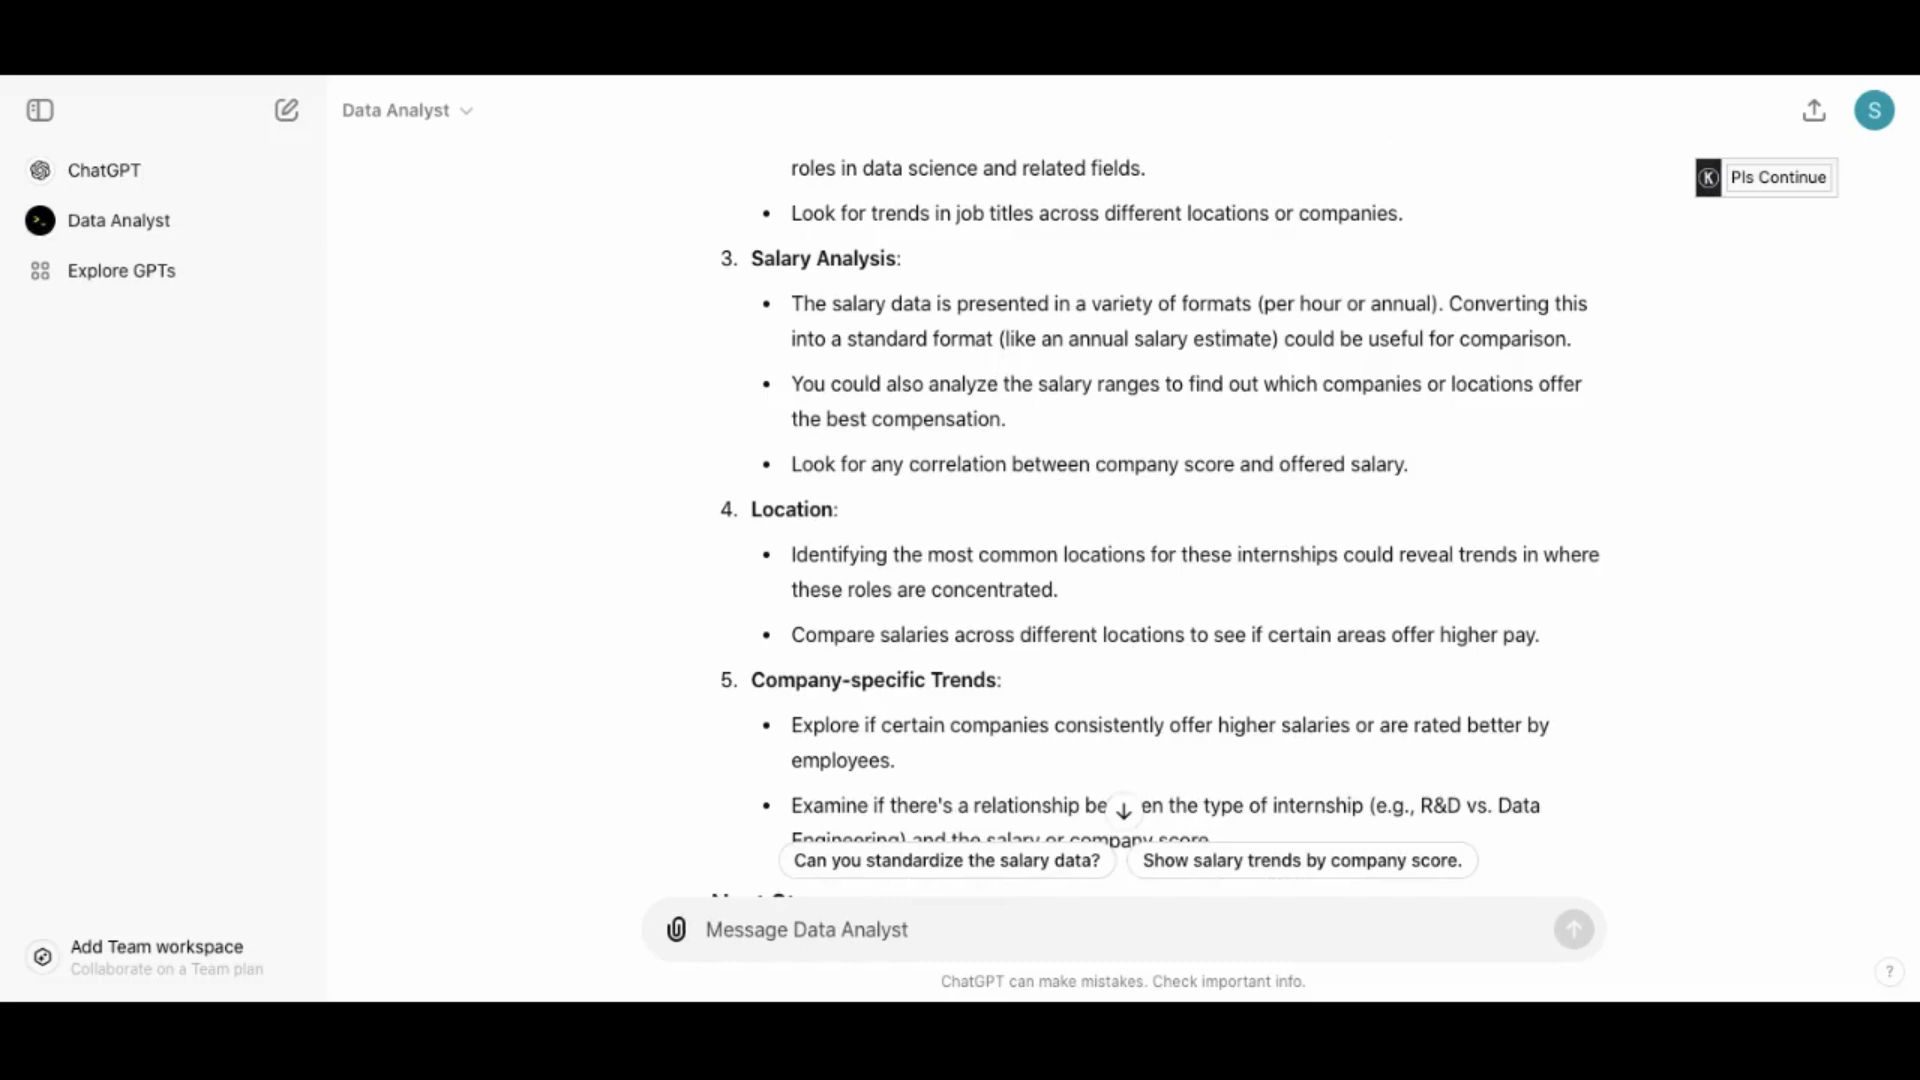 Data Analyst
S
ChatGPT
Data Analyst
Explore GPTs
K Pls Continue
roles in data science and related fields.
• Look for trends in job titles across different locations or companies.
3. Salary Analysis:
• The salary data is presented in a variety of formats (per hour or annual). Converting this
into a standard format (like an annual salary estimate) could be useful for comparison.
• You could also analyze the salary ranges to find out which companies or locations offer
the best compensation.
• Look for any correlation between company score and offered salary.
4. Location:
• Identifying the most common locations for these internships could reveal trends in where
these roles are concentrated.
• Compare salaries across different locations to see if certain areas offer higher pay.
5. Company-specific Trends:
• Explore if certain companies consistently offer higher salaries or are rated better by
employees.
• Examine if there's a relationship be en the type of internship (e.g., R&D vs. Data
Engineering) and the salary or company score.
Can you standardize the salary data?
Show salary trends by company score.
Message Data Analyst
Add Team workspace
Collaborate on a Team plan
ChatGPT can make mistakes. Check important info.
?